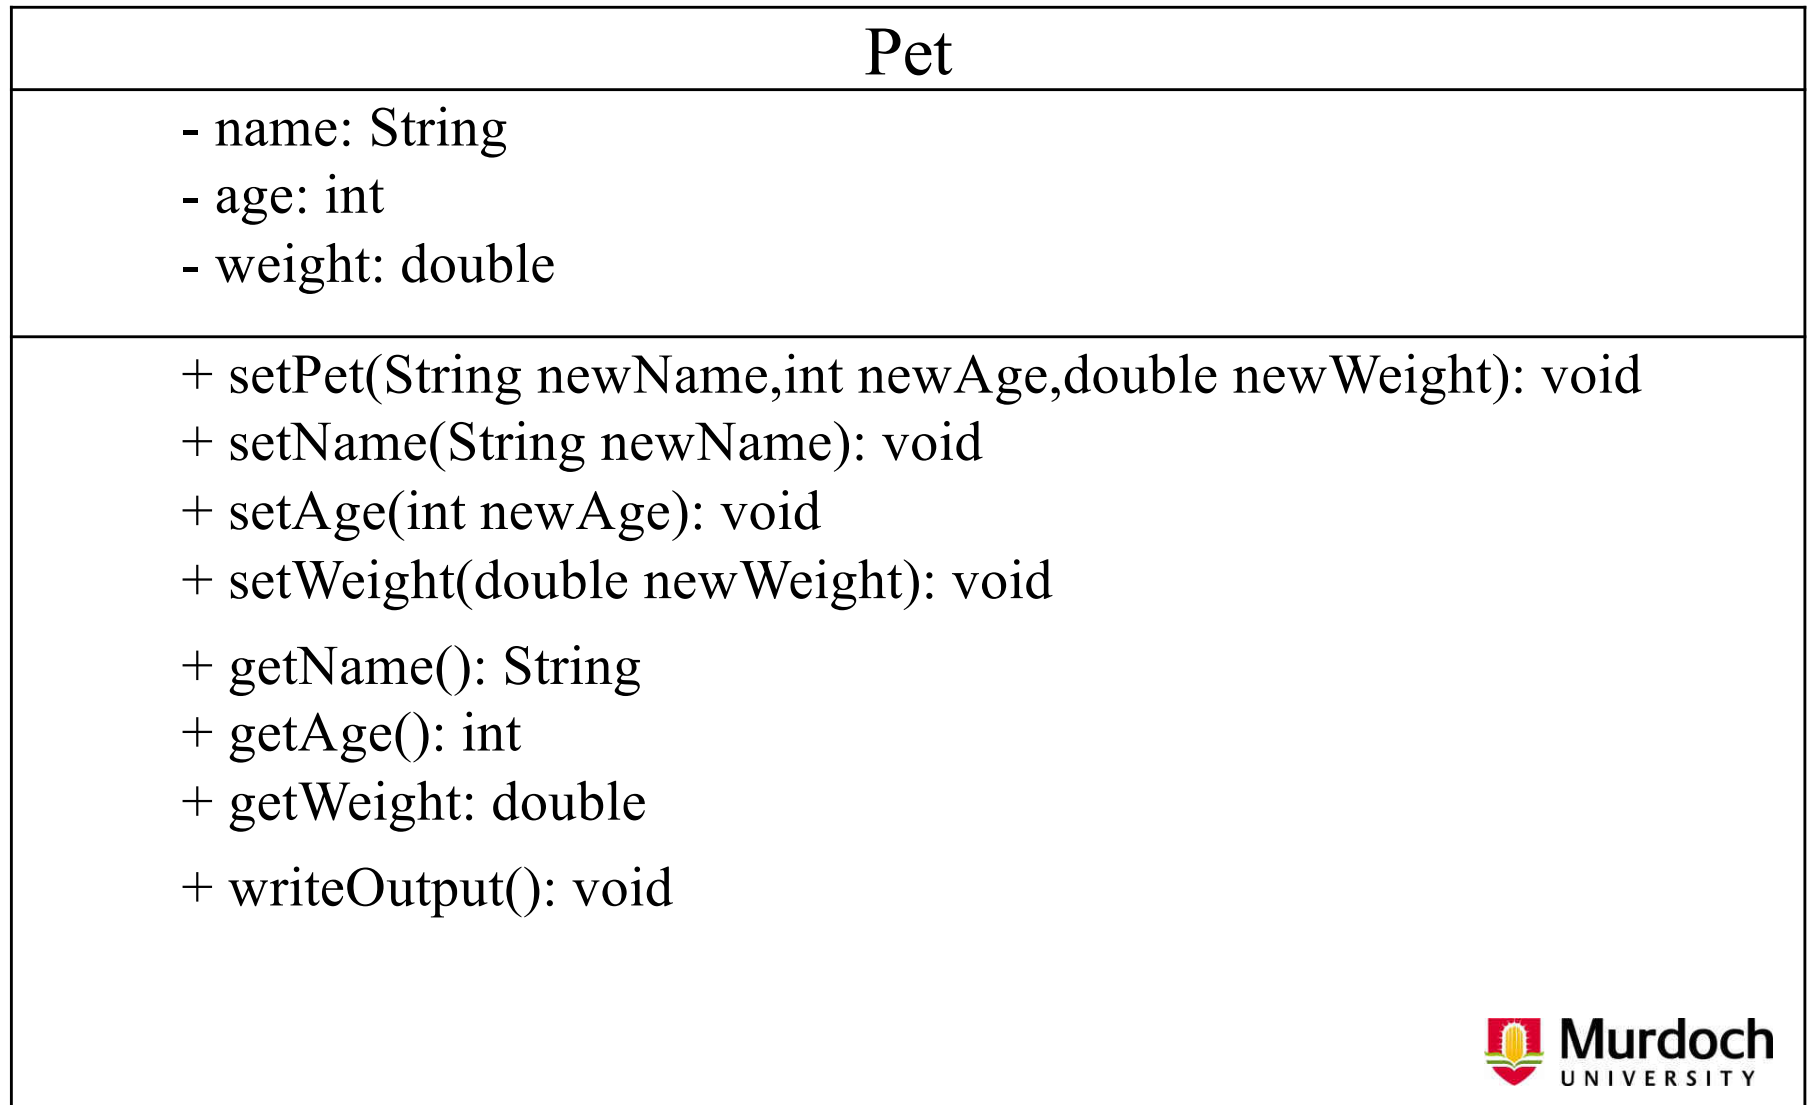 Pet
- name: String
- age: int
- weight: double
+ setPet(String newName,int newAge,double newWeight): void
+ setName(String newName): void
+ setAge(int newAge): void
+ setWeight(double newWeight): void
+ getName(): String
+ getAge(): int
+ getWeight: double
+ writeOutput(): void
Murdoch
UNIVERSITY